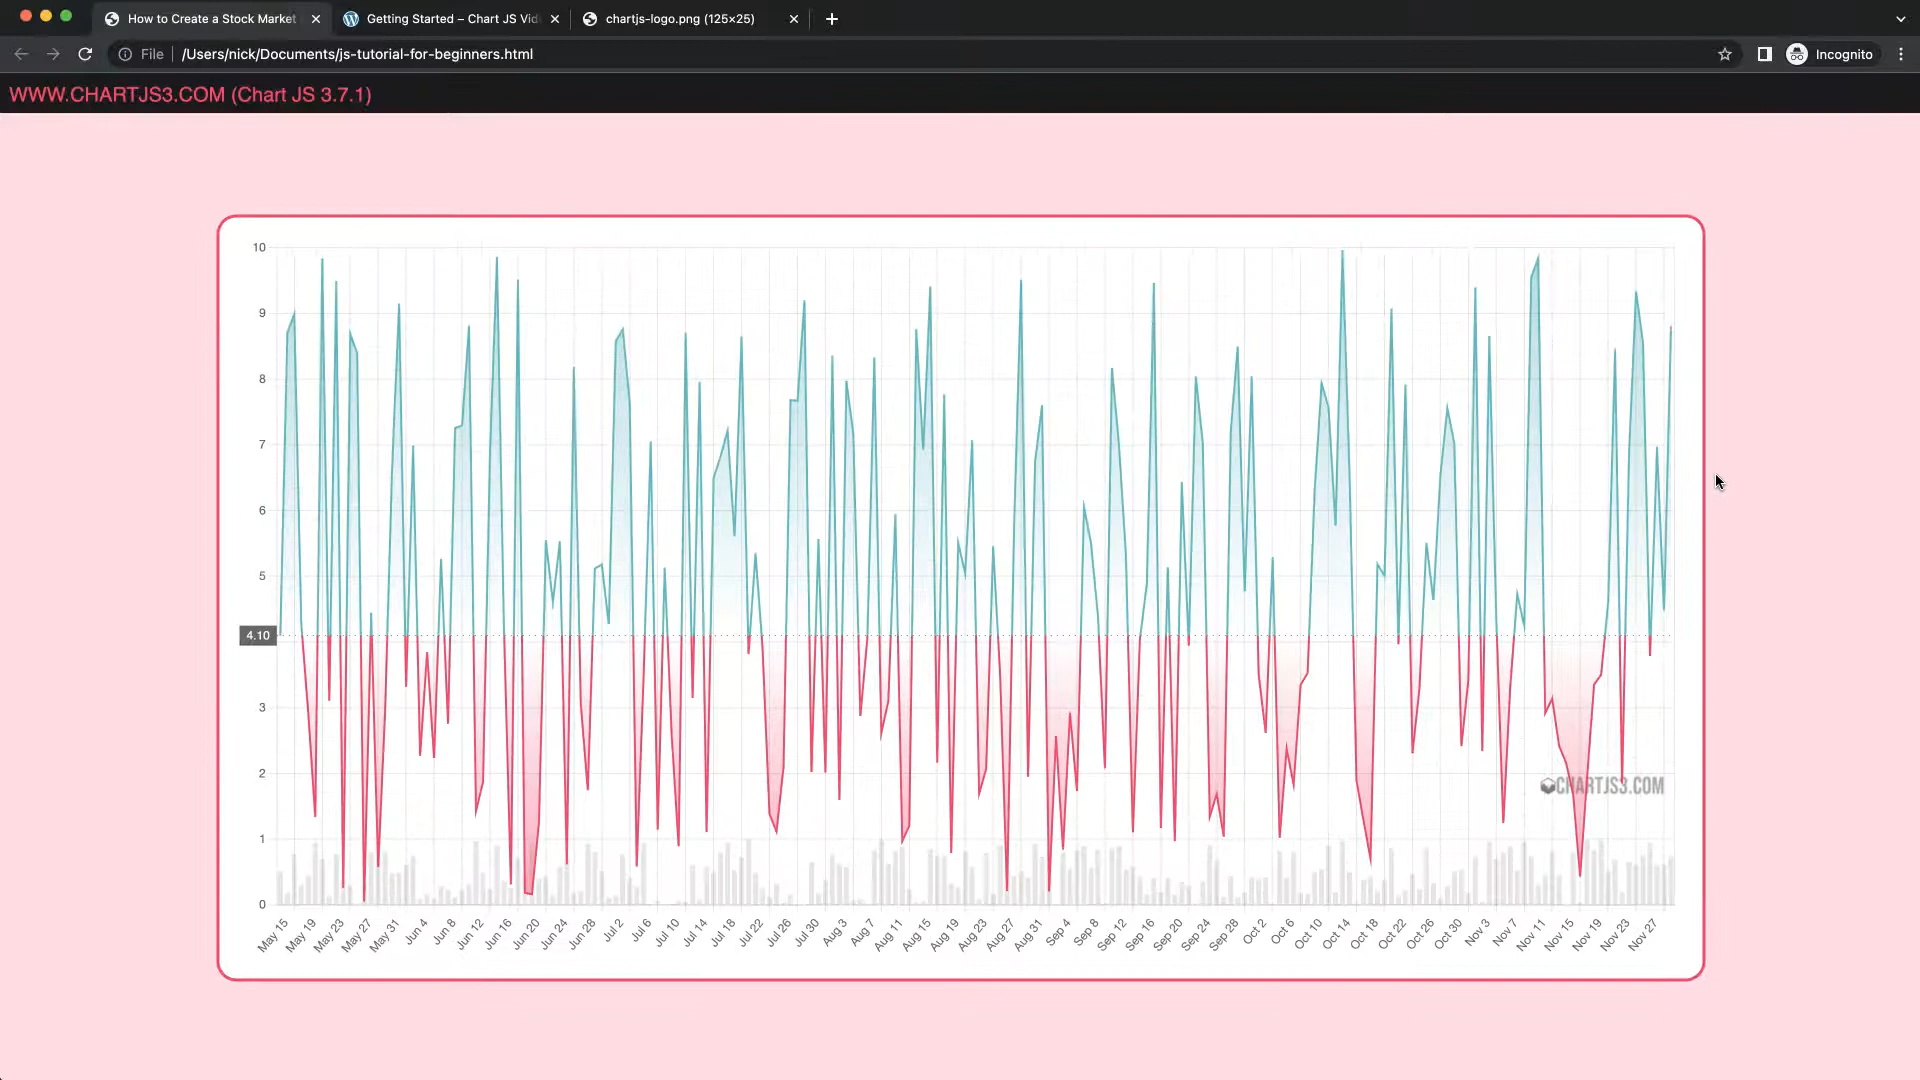 How to Create a Stock Market
Getting Started – Chart JS Vid
chartjs-logo.png (125×25)
File
/Users/nick/Documents/js-tutorial-for-beginners.html
Incognito
WWW.CHARTJS3.COM (Chart JS 3.7.1)
10
9
8
7
6
5
4.10
3
2
1
0
CHARTJS3.COM
May 15
May 19
May 23
May 27
May 31
Jun 4
Jun 8
Jun 12
Jun 16
Jun 20
Jun 24
Jun 28
Jul 2
Jul 6
Jul 10
Jul 14
Jul 18
Jul 22
Jul 26
Jul 30
Aug 3
Aug 7
Aug 11
Aug 15
Aug 19
Aug 23
Aug 27
Aug 31
Sep 4
Sep 8
Sep 12
Sep 16
Sep 20
Sep 24
Sep 28
Oct 2
Oct 6
Oct 10
Oct 14
Oct 18
Oct 22
Oct 26
Oct 30
Nov 3
Nov 7
Nov 11
Nov 15
Nov 19
Nov 23
Nov 27